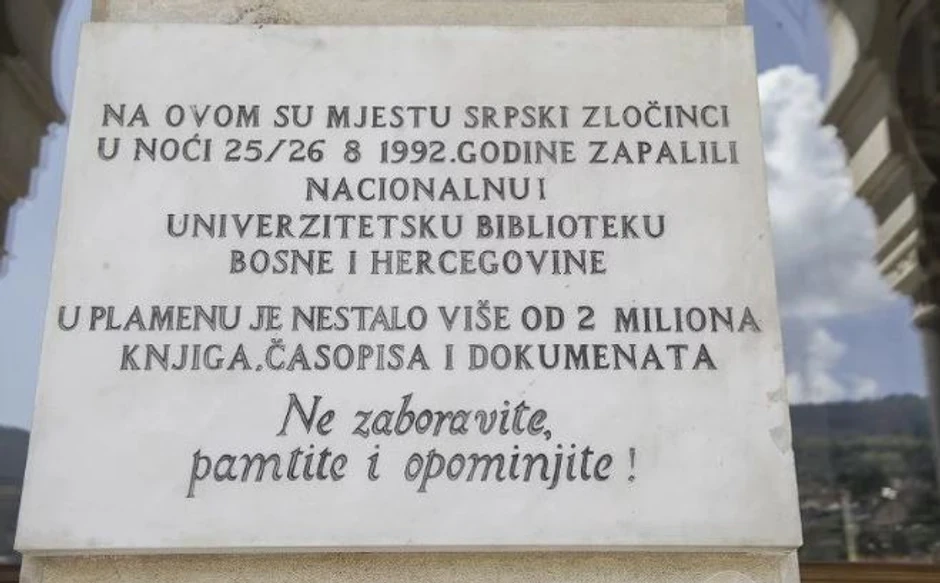 NA OVOM SU MJESTU SRPSKI ZLOČINCI
U NOĆI 25/26 8 1992.GODINE ZAPALILI
NACIONALNU I
UNIVERZITETSKU BIBLIOTEKU
BOSNE I HERCEGOVINE
U PLAMENU JE NESTALO VIŠE OD 2 MILIONA
KNJIGA.ČASOPISA I DOKUMENATA
Ne zaboravite,
pamtite i opominjite !